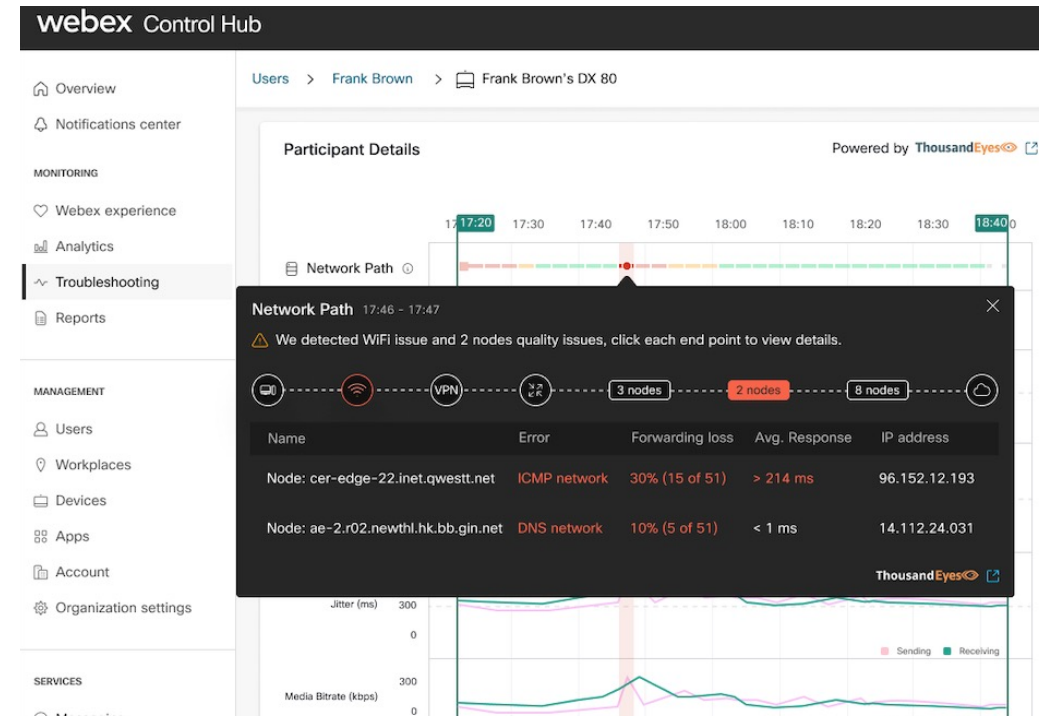 webex Control Hub
Overview
Notifications center
MONITORING
Webex experience
Analytics
Troubleshooting
Reports
MANAGEMENT
Users
Workplaces
Devices
Apps
Account
Organization settings
SERVICES
Users > Frank Brown > Frank Brown's DX 80
Participant Details
Powered by ThousandEyes
17:20 17:30 17:40 17:50 18:00 18:10 18:20 18:30 18:40
Network Path
Network Path 17:46 - 17:47
We detected WiFi issue and 2 nodes quality issues, click each end point to view details.
VPN 3 nodes 2 nodes 8 nodes
Name Error Forwarding loss Avg. Response IP address
Node: cer-edge-22.inet.qwestt.net ICMP network 30% (15 of 51) > 214 ms 96.152.12.193
Node: ae-2.r02.newthl.hk.bb.gin.net DNS network 10% (5 of 51) < 1 ms 14.112.24.031
ThousandEyes
Jitter (ms) 300
0
Sending Receiving
Media Bitrate (kbps) 300
0